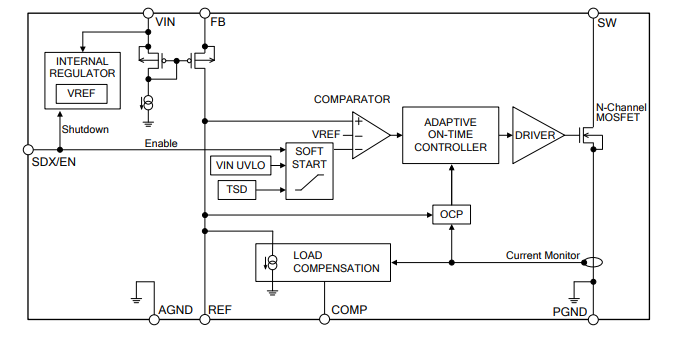 VIN
FB
SW
INTERNAL
REGULATOR
VREF
Shutdown
SDX/EN
Enable
COMPARATOR
VREF
+
−
−
SOFT
START
VIN UVLO
TSD
ADAPTIVE
ON-TIME
CONTROLLER
DRIVER
N-Channel
MOSFET
OCP
LOAD
COMPENSATION
Current Monitor
AGND
REF
COMP
PGND